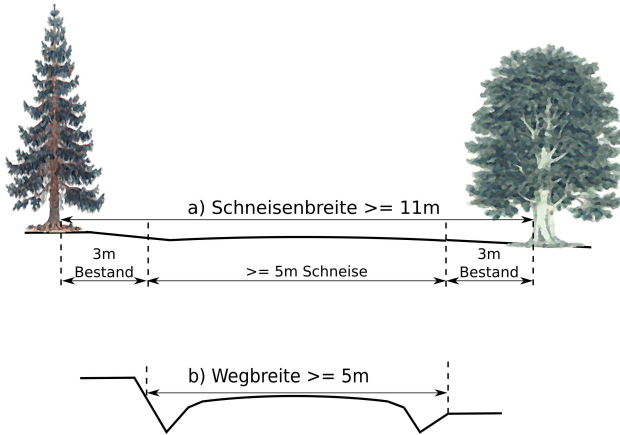 a) Schneisenbreite >= 11m
3m
Bestand
>= 5m Schneise
3m
Bestand
b) Wegbreite >= 5m